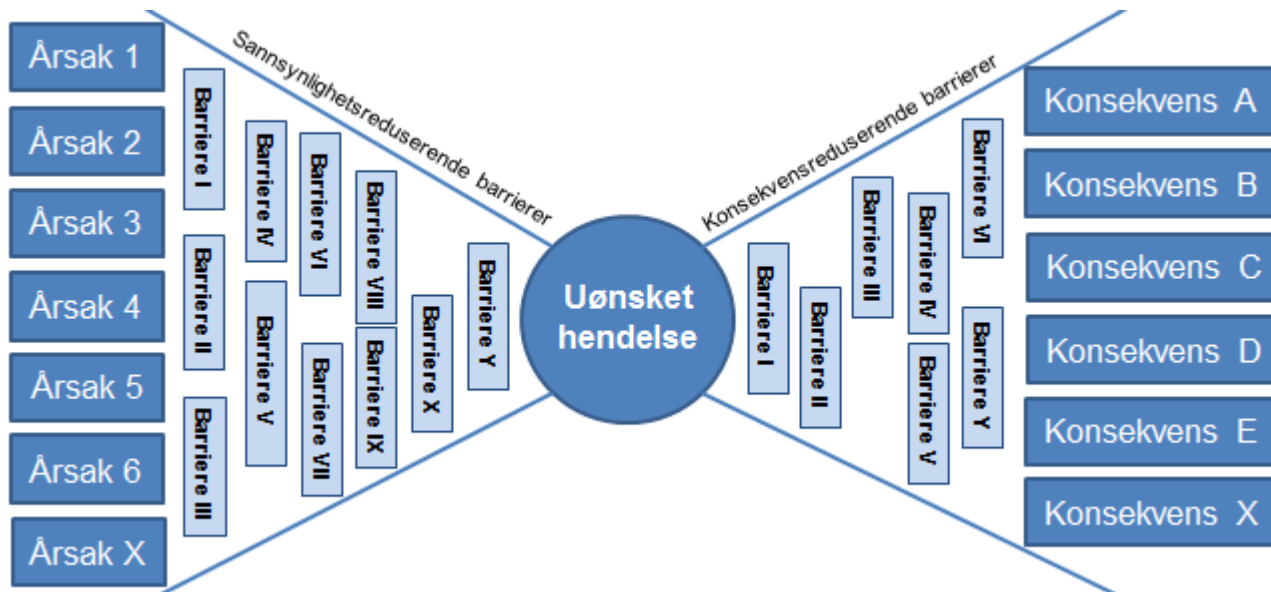 Årsak 1
Årsak 2
Årsak 3
Årsak 4
Årsak 5
Årsak 6
Årsak X
Sannsynlighetsreduserende barrierer
Barriere I
Barriere II
Barriere III
Barriere IV
Barriere V
Barriere VI
Barriere VII
Barriere VIII
Barriere IX
Barriere X
Barriere Y
Uønsket
hendelse
Konsekvensreduserende barrierer
Barriere I
Barriere II
Barriere III
Barriere IV
Barriere V
Barriere VI
Barriere Y
Konsekvens A
Konsekvens B
Konsekvens C
Konsekvens D
Konsekvens E
Konsekvens X